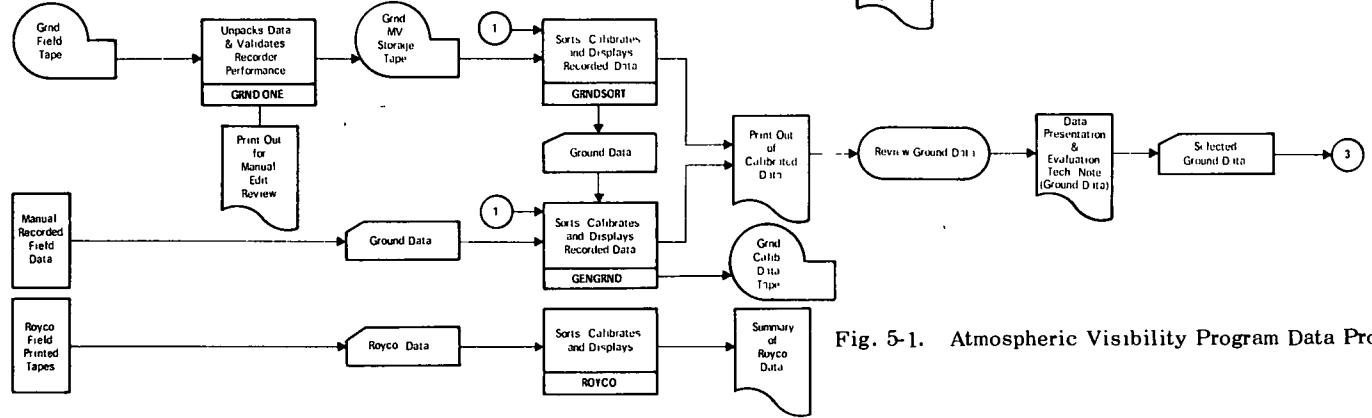 Grnd
Field
Tape
Unpacks Data
& Validates
Recorder
Performance
GRND ONE
Print Out
for
Manual
Edit
Review
Grnd
MV
Storage
Tape
1
Sorts Calibrates
and Displays
Recorded Data
GRNDSORT
Ground Data
Print Out
of
Calibrated
Data
Review Ground Data
Data
Presentation
&
Evaluation
Tech Note
(Ground Data)
Selected
Ground Data
3
Manual
Recorded
Field
Data
Ground Data
1
Sorts Calibrates
and Displays
Recorded Data
GENGRND
Grnd
Calib
Data
Tape
Royco
Field
Printed
Tapes
Royco Data
Sorts Calibrates
and Displays
ROYCO
Summary
of
Royco
Data
Fig. 5-1. Atmospheric Visibility Program Data Pro